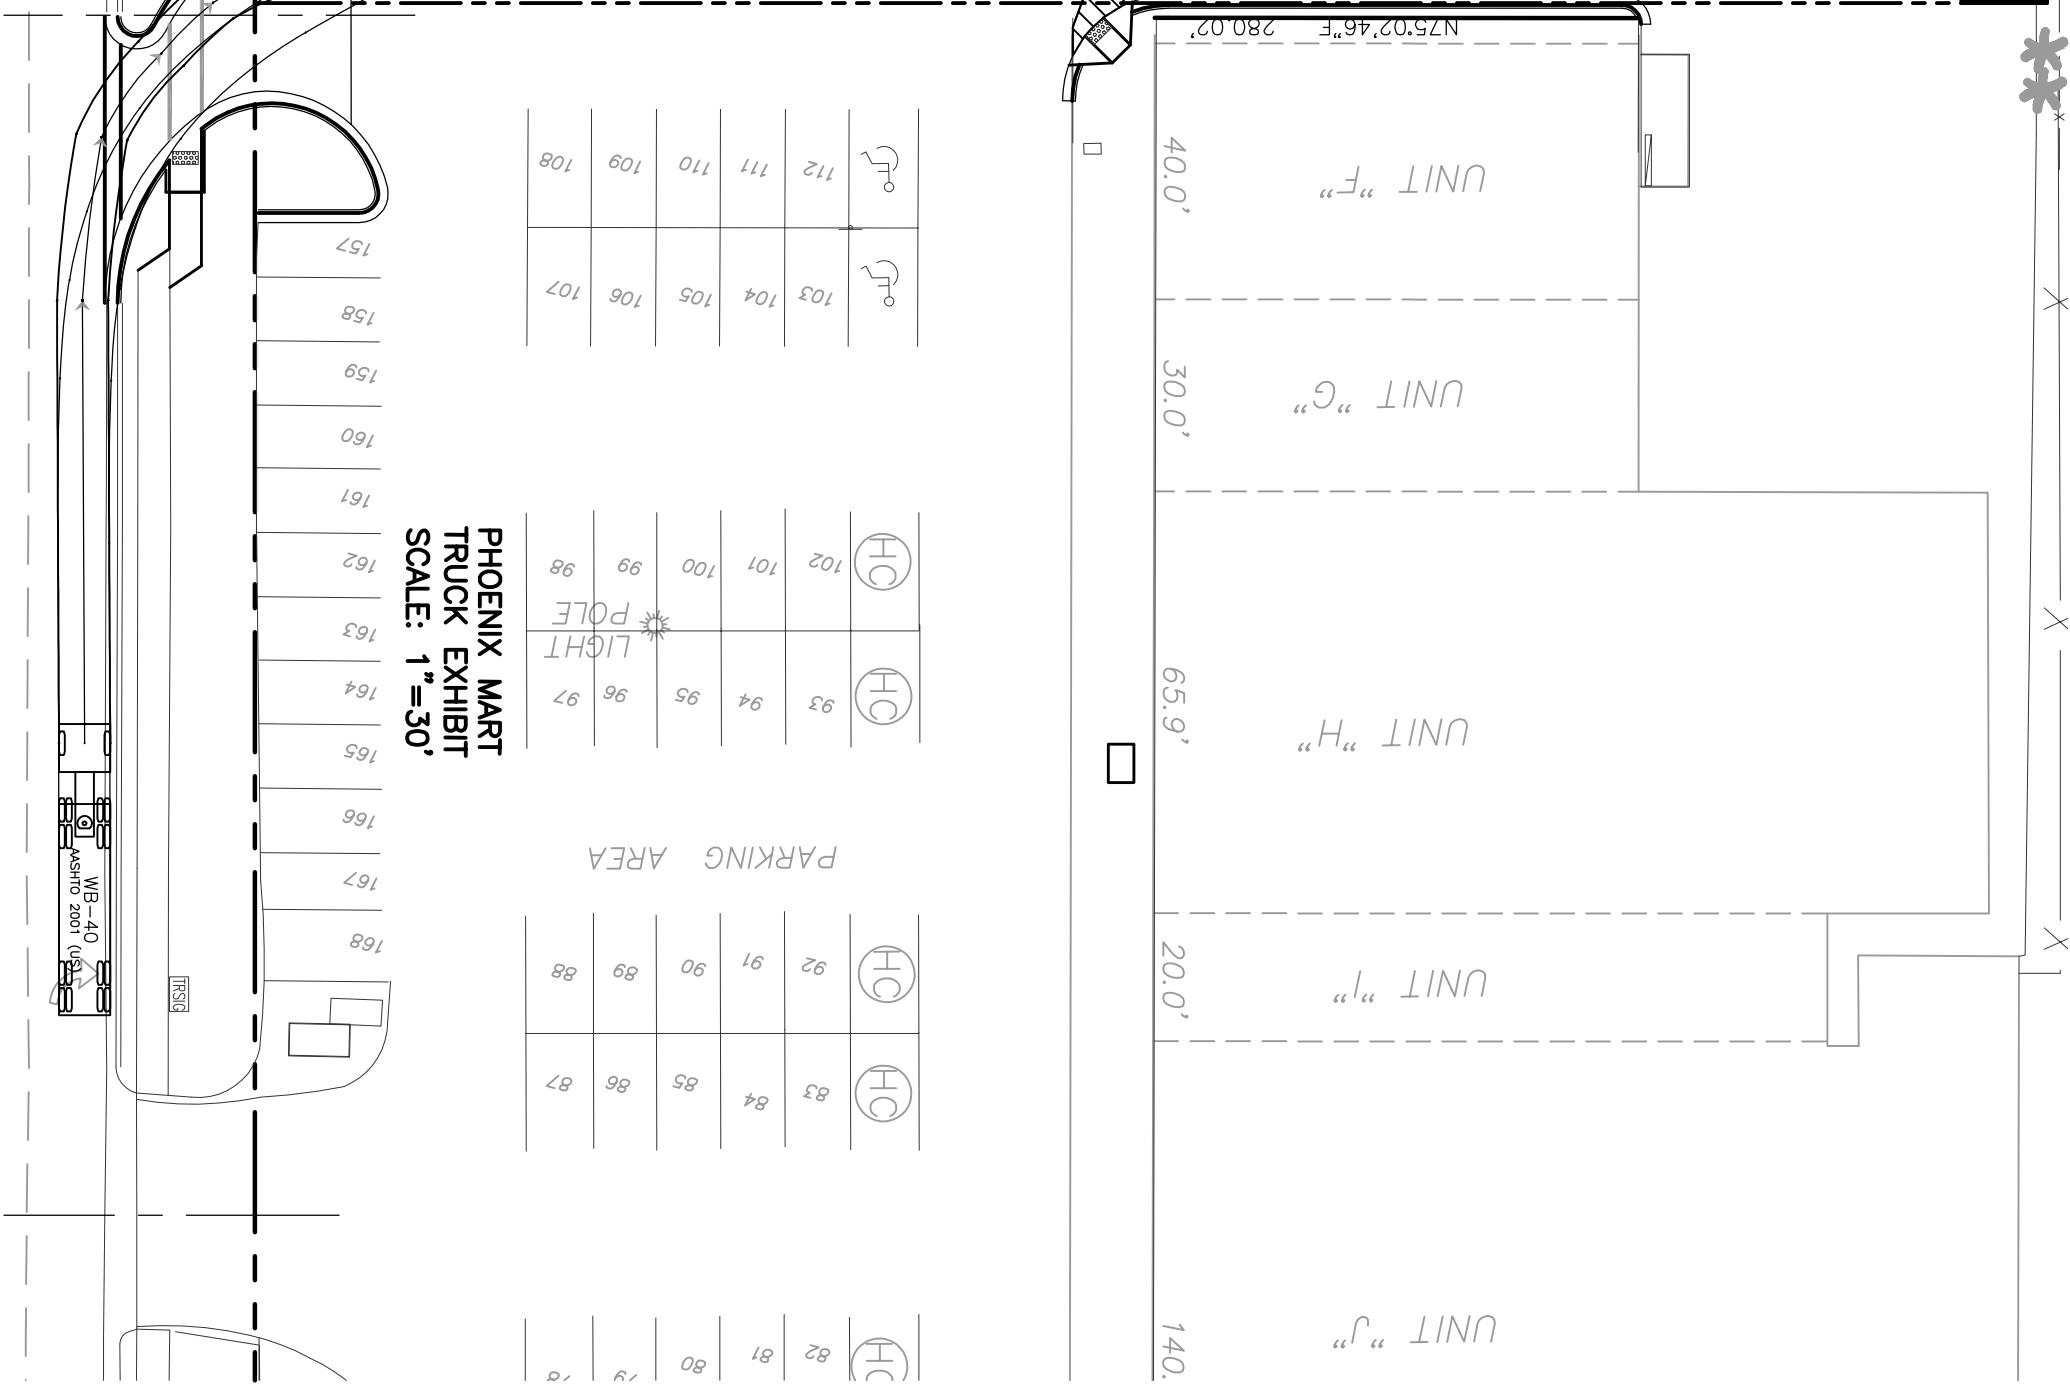 N75°02'46"E 280.02'
40.0'
UNIT "F"
108 109 110 111 112
107 106 105 104 103
157
158
159
160
161
162
163
164
165
166
167
168
30.0'
UNIT "G"
PHOENIX MART
TRUCK EXHIBIT
SCALE: 1"=30'
98 99 100 101 102 HC
LIGHT
POLE
97 96 95 94 93 HC
65.9'
UNIT "H"
PARKING AREA
WB-40
AASHTO 2001 (US)
TRSIG
88 89 90 91 92 HC
87 86 85 84 83 HC
20.0'
UNIT "I"
140.
UNIT "J"
78 79 80 81 82 HC